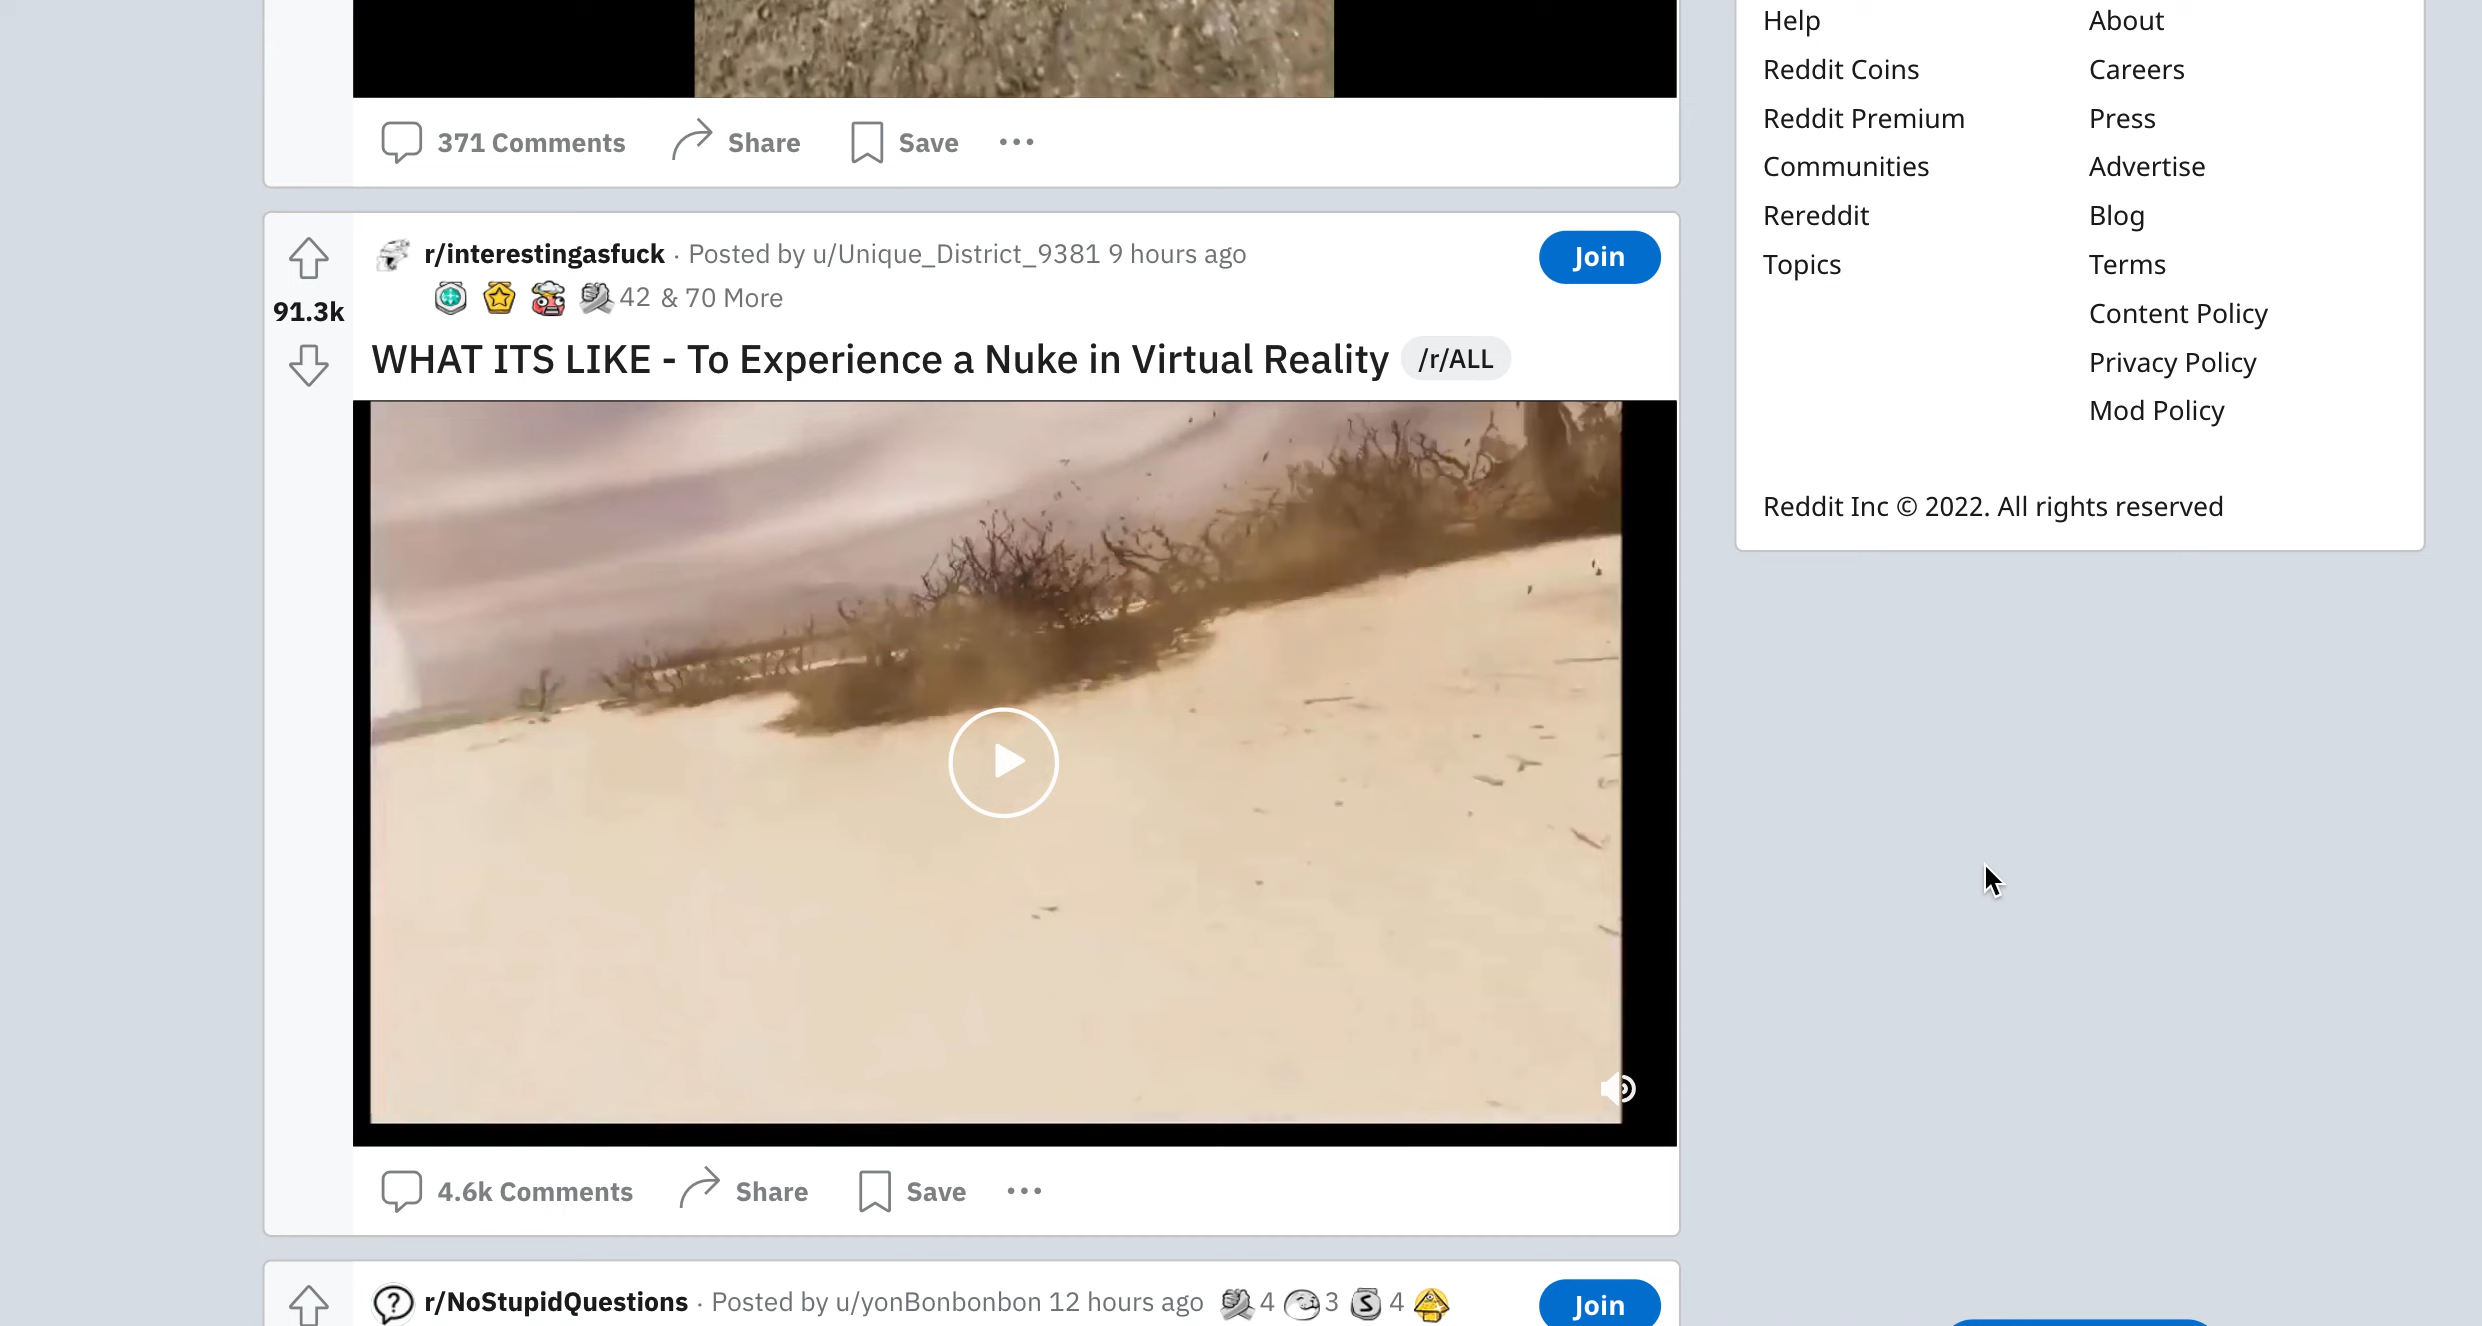 371 Comments Share Save
r/interestingasfuck · Posted by u/Unique_District_9381 9 hours ago
Join
42 & 70 More
91.3k
WHAT ITS LIKE - To Experience a Nuke in Virtual Reality /r/ALL
4.6k Comments Share Save
r/NoStupidQuestions · Posted by u/yonBonbonbon 12 hours ago 4 3 4
Join
Help About
Reddit Coins Careers
Reddit Premium Press
Communities Advertise
Rereddit Blog
Topics Terms
Content Policy
Privacy Policy
Mod Policy
Reddit Inc © 2022. All rights reserved